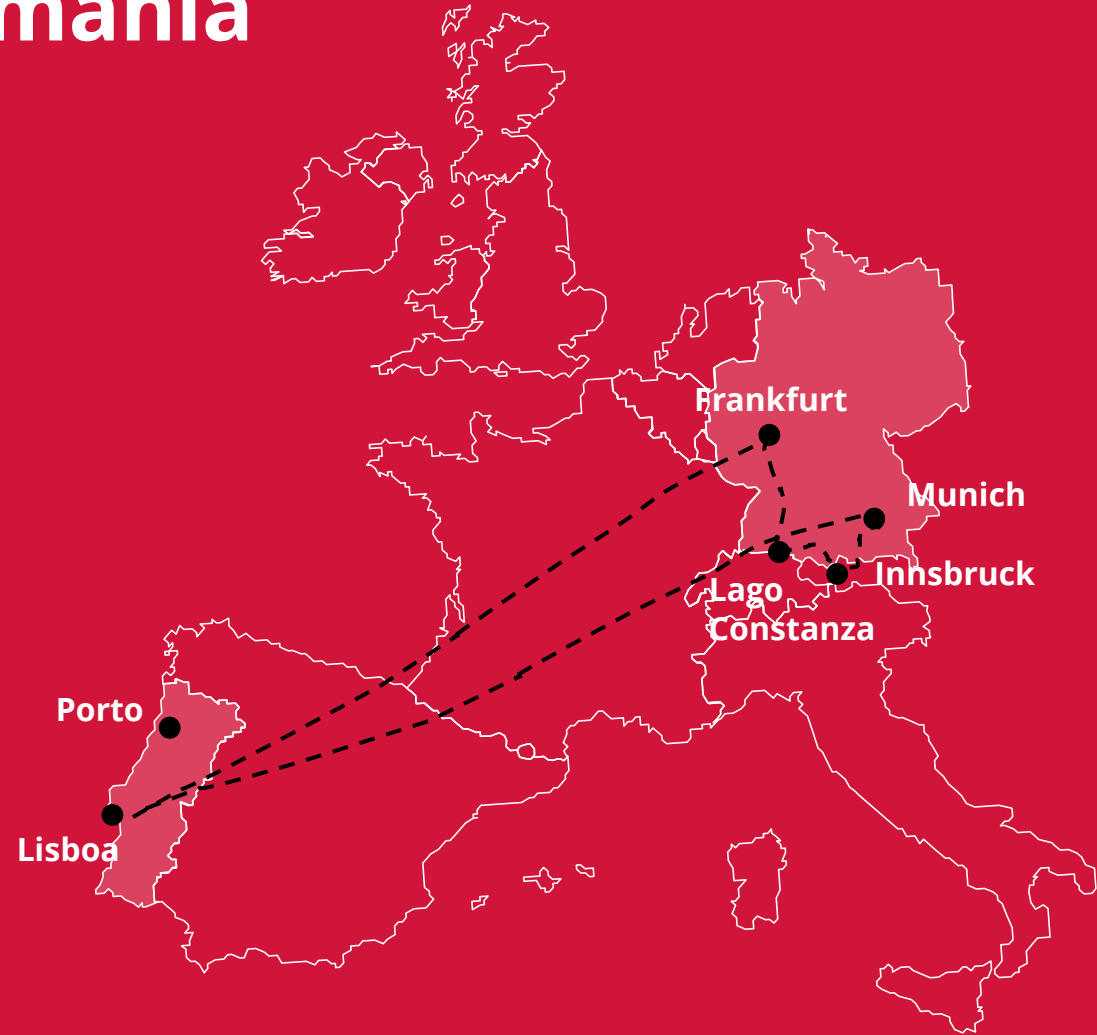 mania
Frankfurt
Munich
Innsbruck
Lago
Constanza
Porto
Lisboa